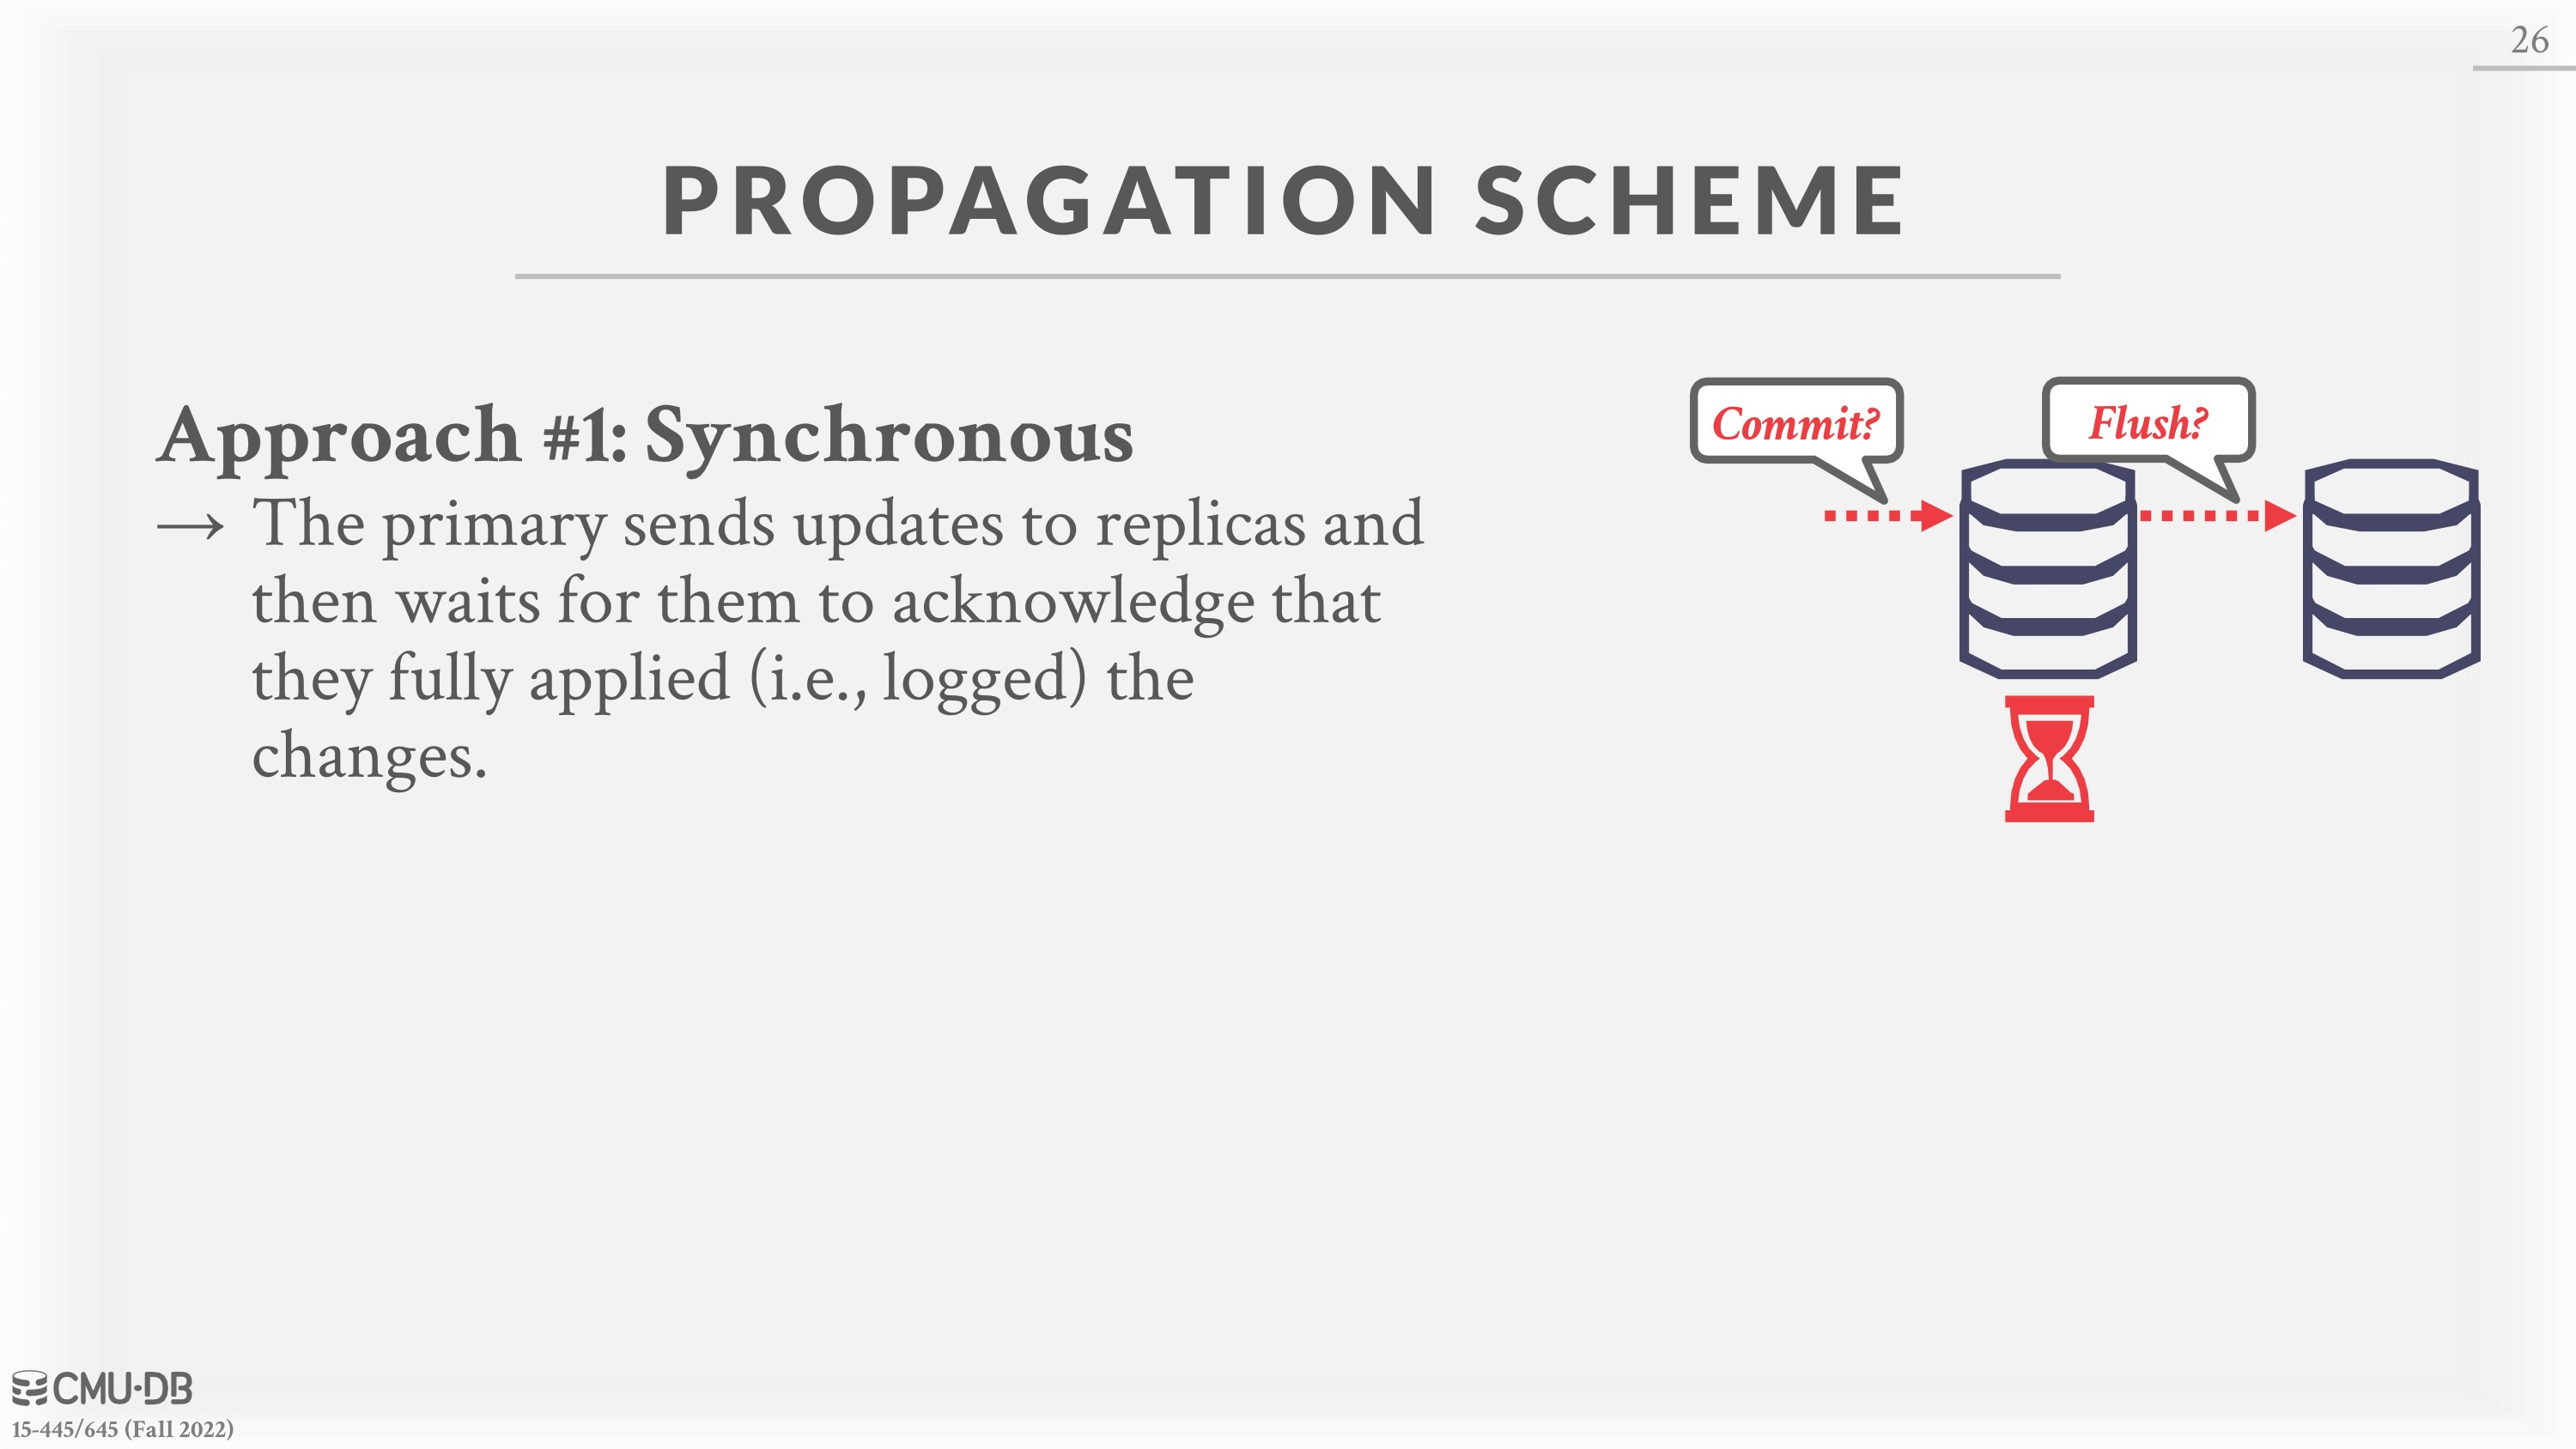 26
PROPAGATION SCHEME
Approach #1: Synchronous
→ The primary sends updates to replicas and
then waits for them to acknowledge that
they fully applied (i.e., logged) the
changes.
Commit?
Flush?
CMU·DB
15-445/645 (Fall 2022)